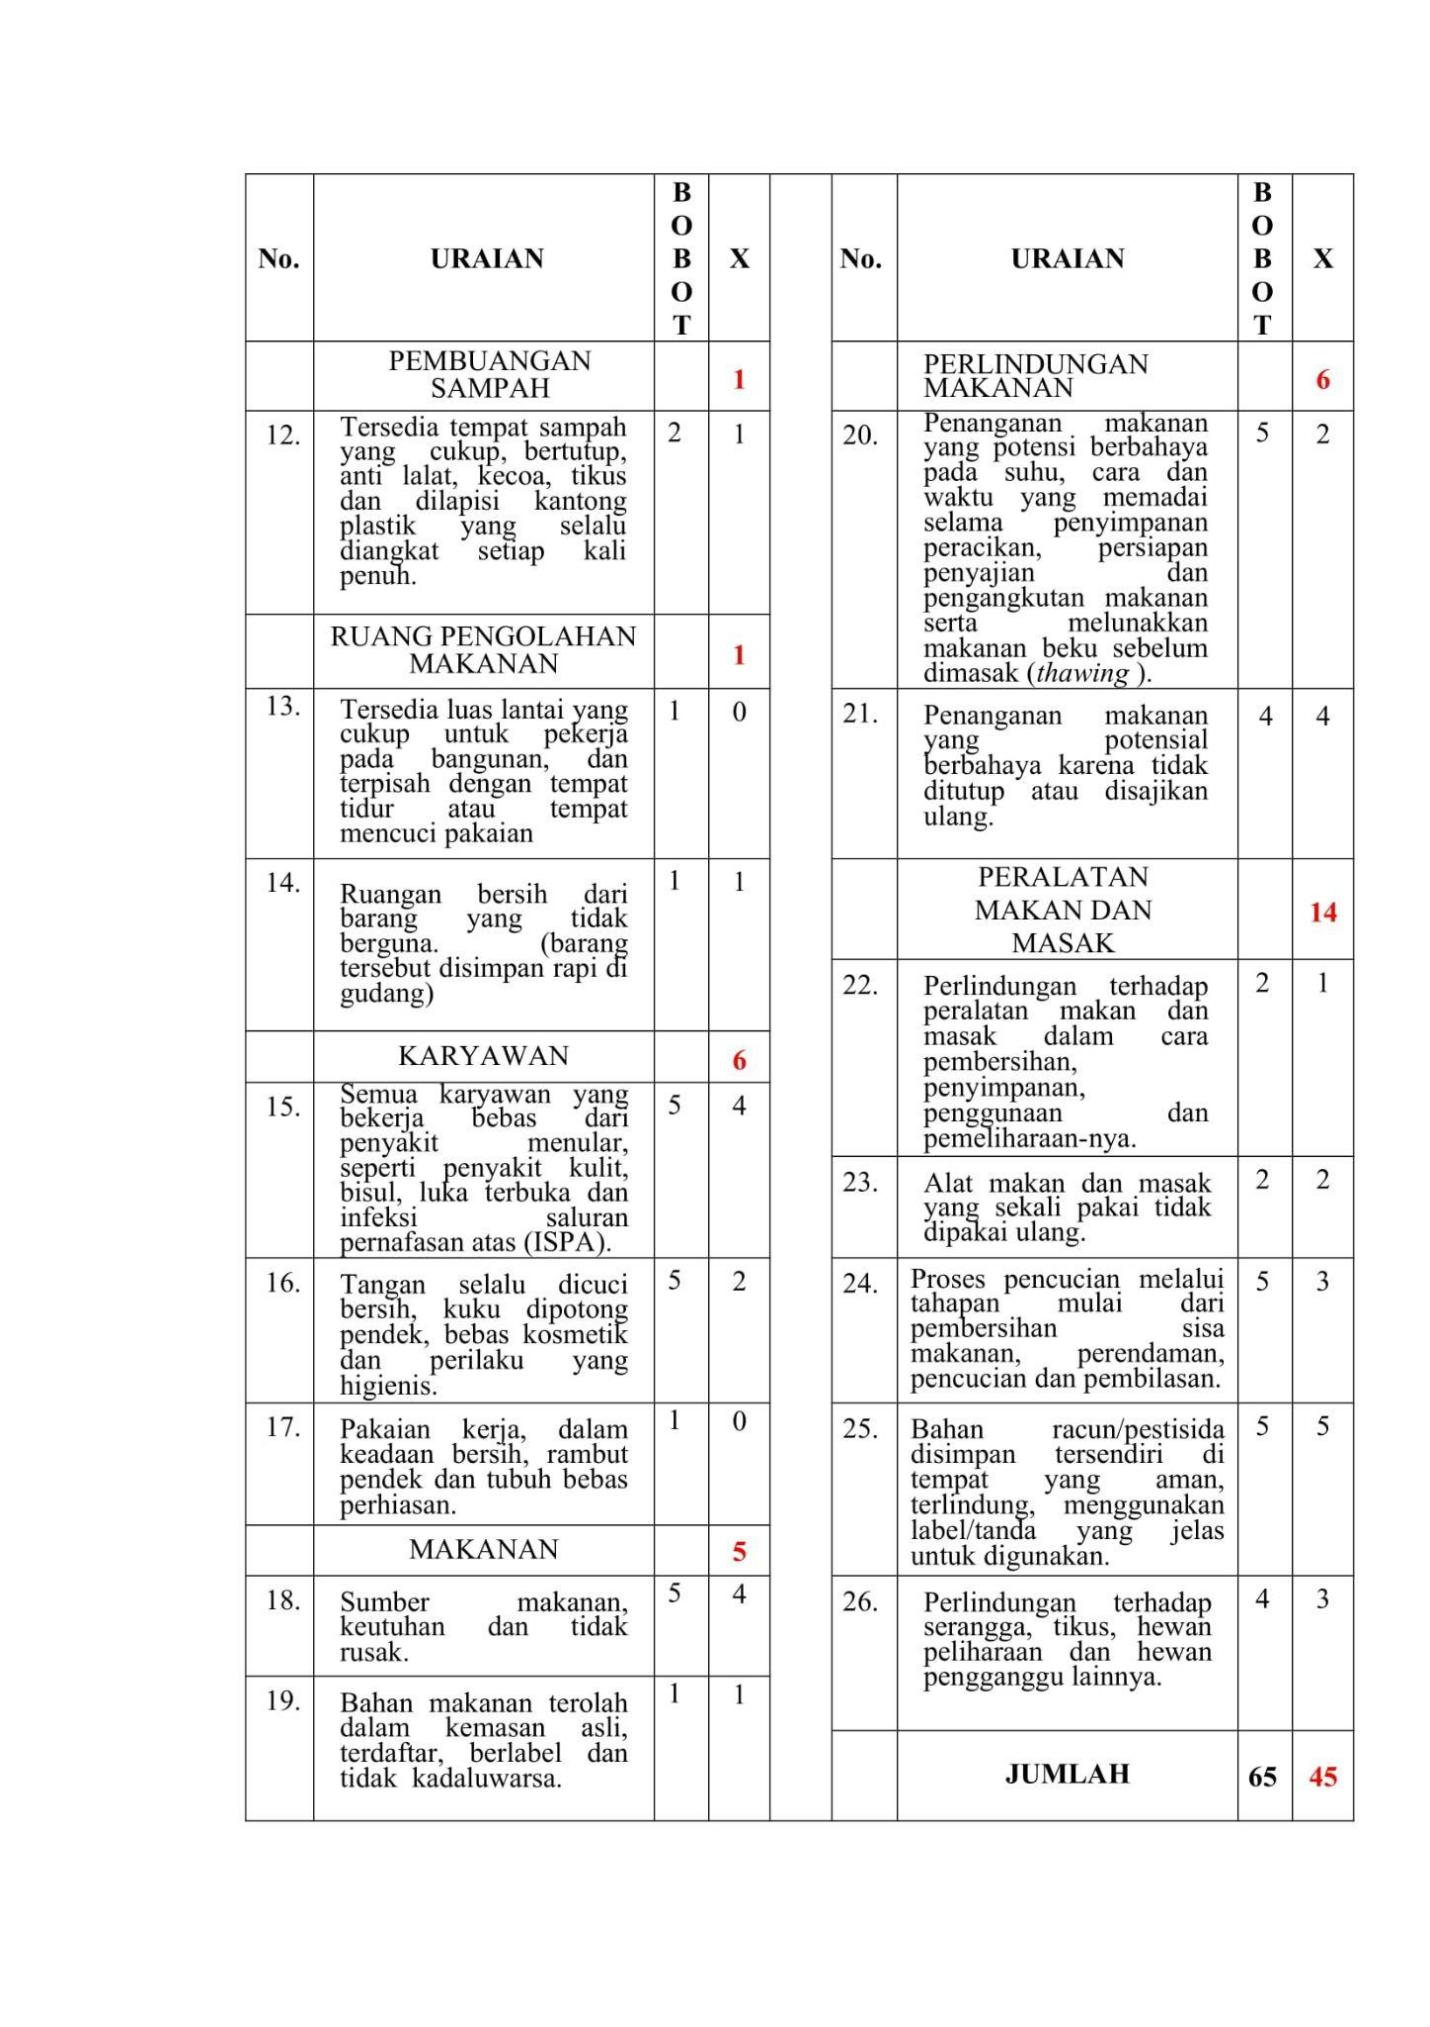 No. URAIAN B O B O T X
PEMBUANGAN
SAMPAH 1
12. Tersedia tempat sampah 2 1
yang cukup, bertutup,
anti lalat, kecoa, tikus
dan dilapisi kantong
plastik yang selalu
diangkat setiap kali
penuh.
RUANG PENGOLAHAN
MAKANAN 1
13. Tersedia luas lantai yang 1 0
cukup untuk pekerja
pada bangunan, dan
terpisah dengan tempat
tidur atau tempat
mencuci pakaian
14. Ruangan bersih dari 1 1
barang yang tidak
berguna. (barang
tersebut disimpan rapi di
gudang)
KARYAWAN 6
15. Semua karyawan yang 5 4
bekerja bebas dari
penyakit menular,
seperti penyakit kulit,
bisul, luka terbuka dan
infeksi saluran
pernafasan atas (ISPA).
16. Tangan selalu dicuci 5 2
bersih, kuku dipotong
pendek, bebas kosmetik
dan perilaku yang
higienis.
17. Pakaian kerja, dalam 1 0
keadaan bersih, rambut
pendek dan tubuh bebas
perhiasan.
MAKANAN 5
18. Sumber makanan, 5 4
keutuhan dan tidak
rusak.
19. Bahan makanan terolah 1 1
dalam kemasan asli,
terdaftar, berlabel dan
tidak kadaluwarsa.
No. URAIAN B O B O T X
PERLINDUNGAN
MAKANAN 6
20. Penanganan makanan 5 2
yang potensi berbahaya
pada suhu, cara dan
waktu yang memadai
selama penyimpanan
peracikan, persiapan
penyajian dan
pengangkutan makanan
serta melunakkan
makanan beku sebelum
dimasak (thawing ).
21. Penanganan makanan 4 4
yang potensial
berbahaya karena tidak
ditutup atau disajikan
ulang.
PERALATAN
MAKAN DAN 14
MASAK
22. Perlindungan terhadap 2 1
peralatan makan dan
masak dalam cara
pembersihan,
penyimpanan,
penggunaan dan
pemeliharaan-nya.
23. Alat makan dan masak 2 2
yang sekali pakai tidak
dipakai ulang.
24. Proses pencucian melalui 5 3
tahapan mulai dari
pembersihan sisa
makanan, perendaman,
pencucian dan pembilasan.
25. Bahan racun/pestisida 5 5
disimpan tersendiri di
tempat yang aman,
terlindung, menggunakan
label/tanda yang jelas
untuk digunakan.
26. Perlindungan terhadap 4 3
serangga, tikus, hewan
peliharaan dan hewan
pengganggu lainnya.
JUMLAH 65 45